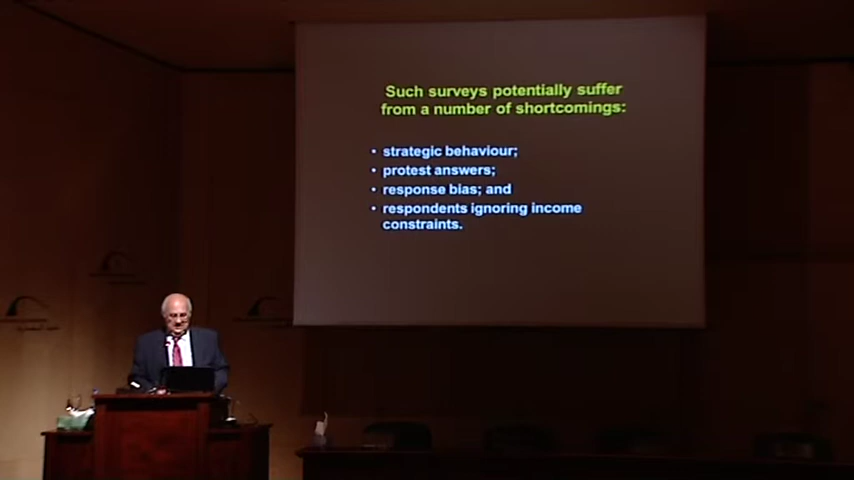 Such surveys potentially suffer
from a number of shortcomings:
• strategic behaviour;
• protest answers;
• response bias; and
• respondents ignoring income
constraints.